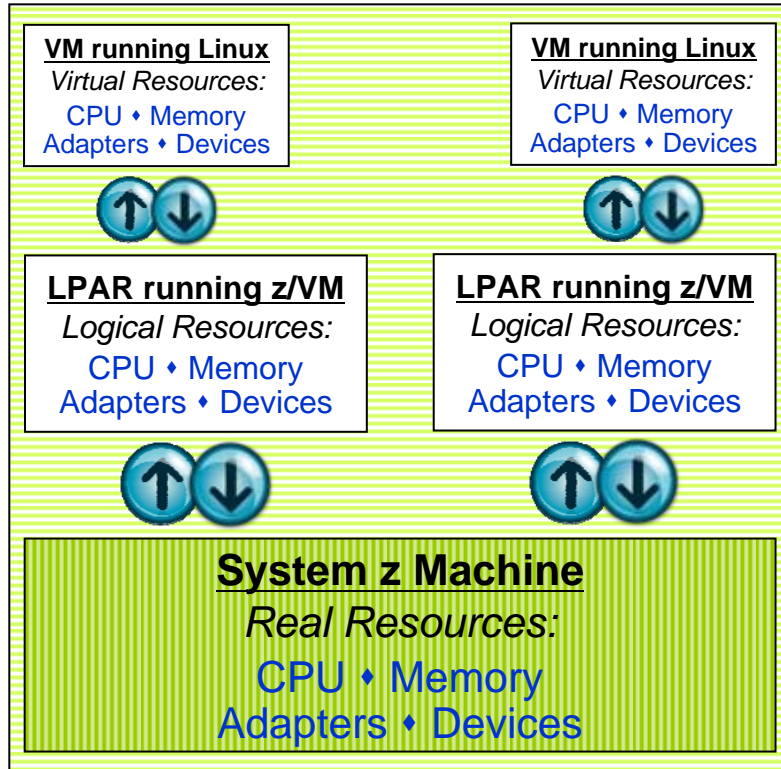 VM running Linux
Virtual Resources:
CPU ♦ Memory
Adapters ♦ Devices
VM running Linux
Virtual Resources:
CPU ♦ Memory
Adapters ♦ Devices
LPAR running z/VM
Logical Resources:
CPU ♦ Memory
Adapters ♦ Devices
LPAR running z/VM
Logical Resources:
CPU ♦ Memory
Adapters ♦ Devices
System z Machine
Real Resources:
CPU ♦ Memory
Adapters ♦ Devices